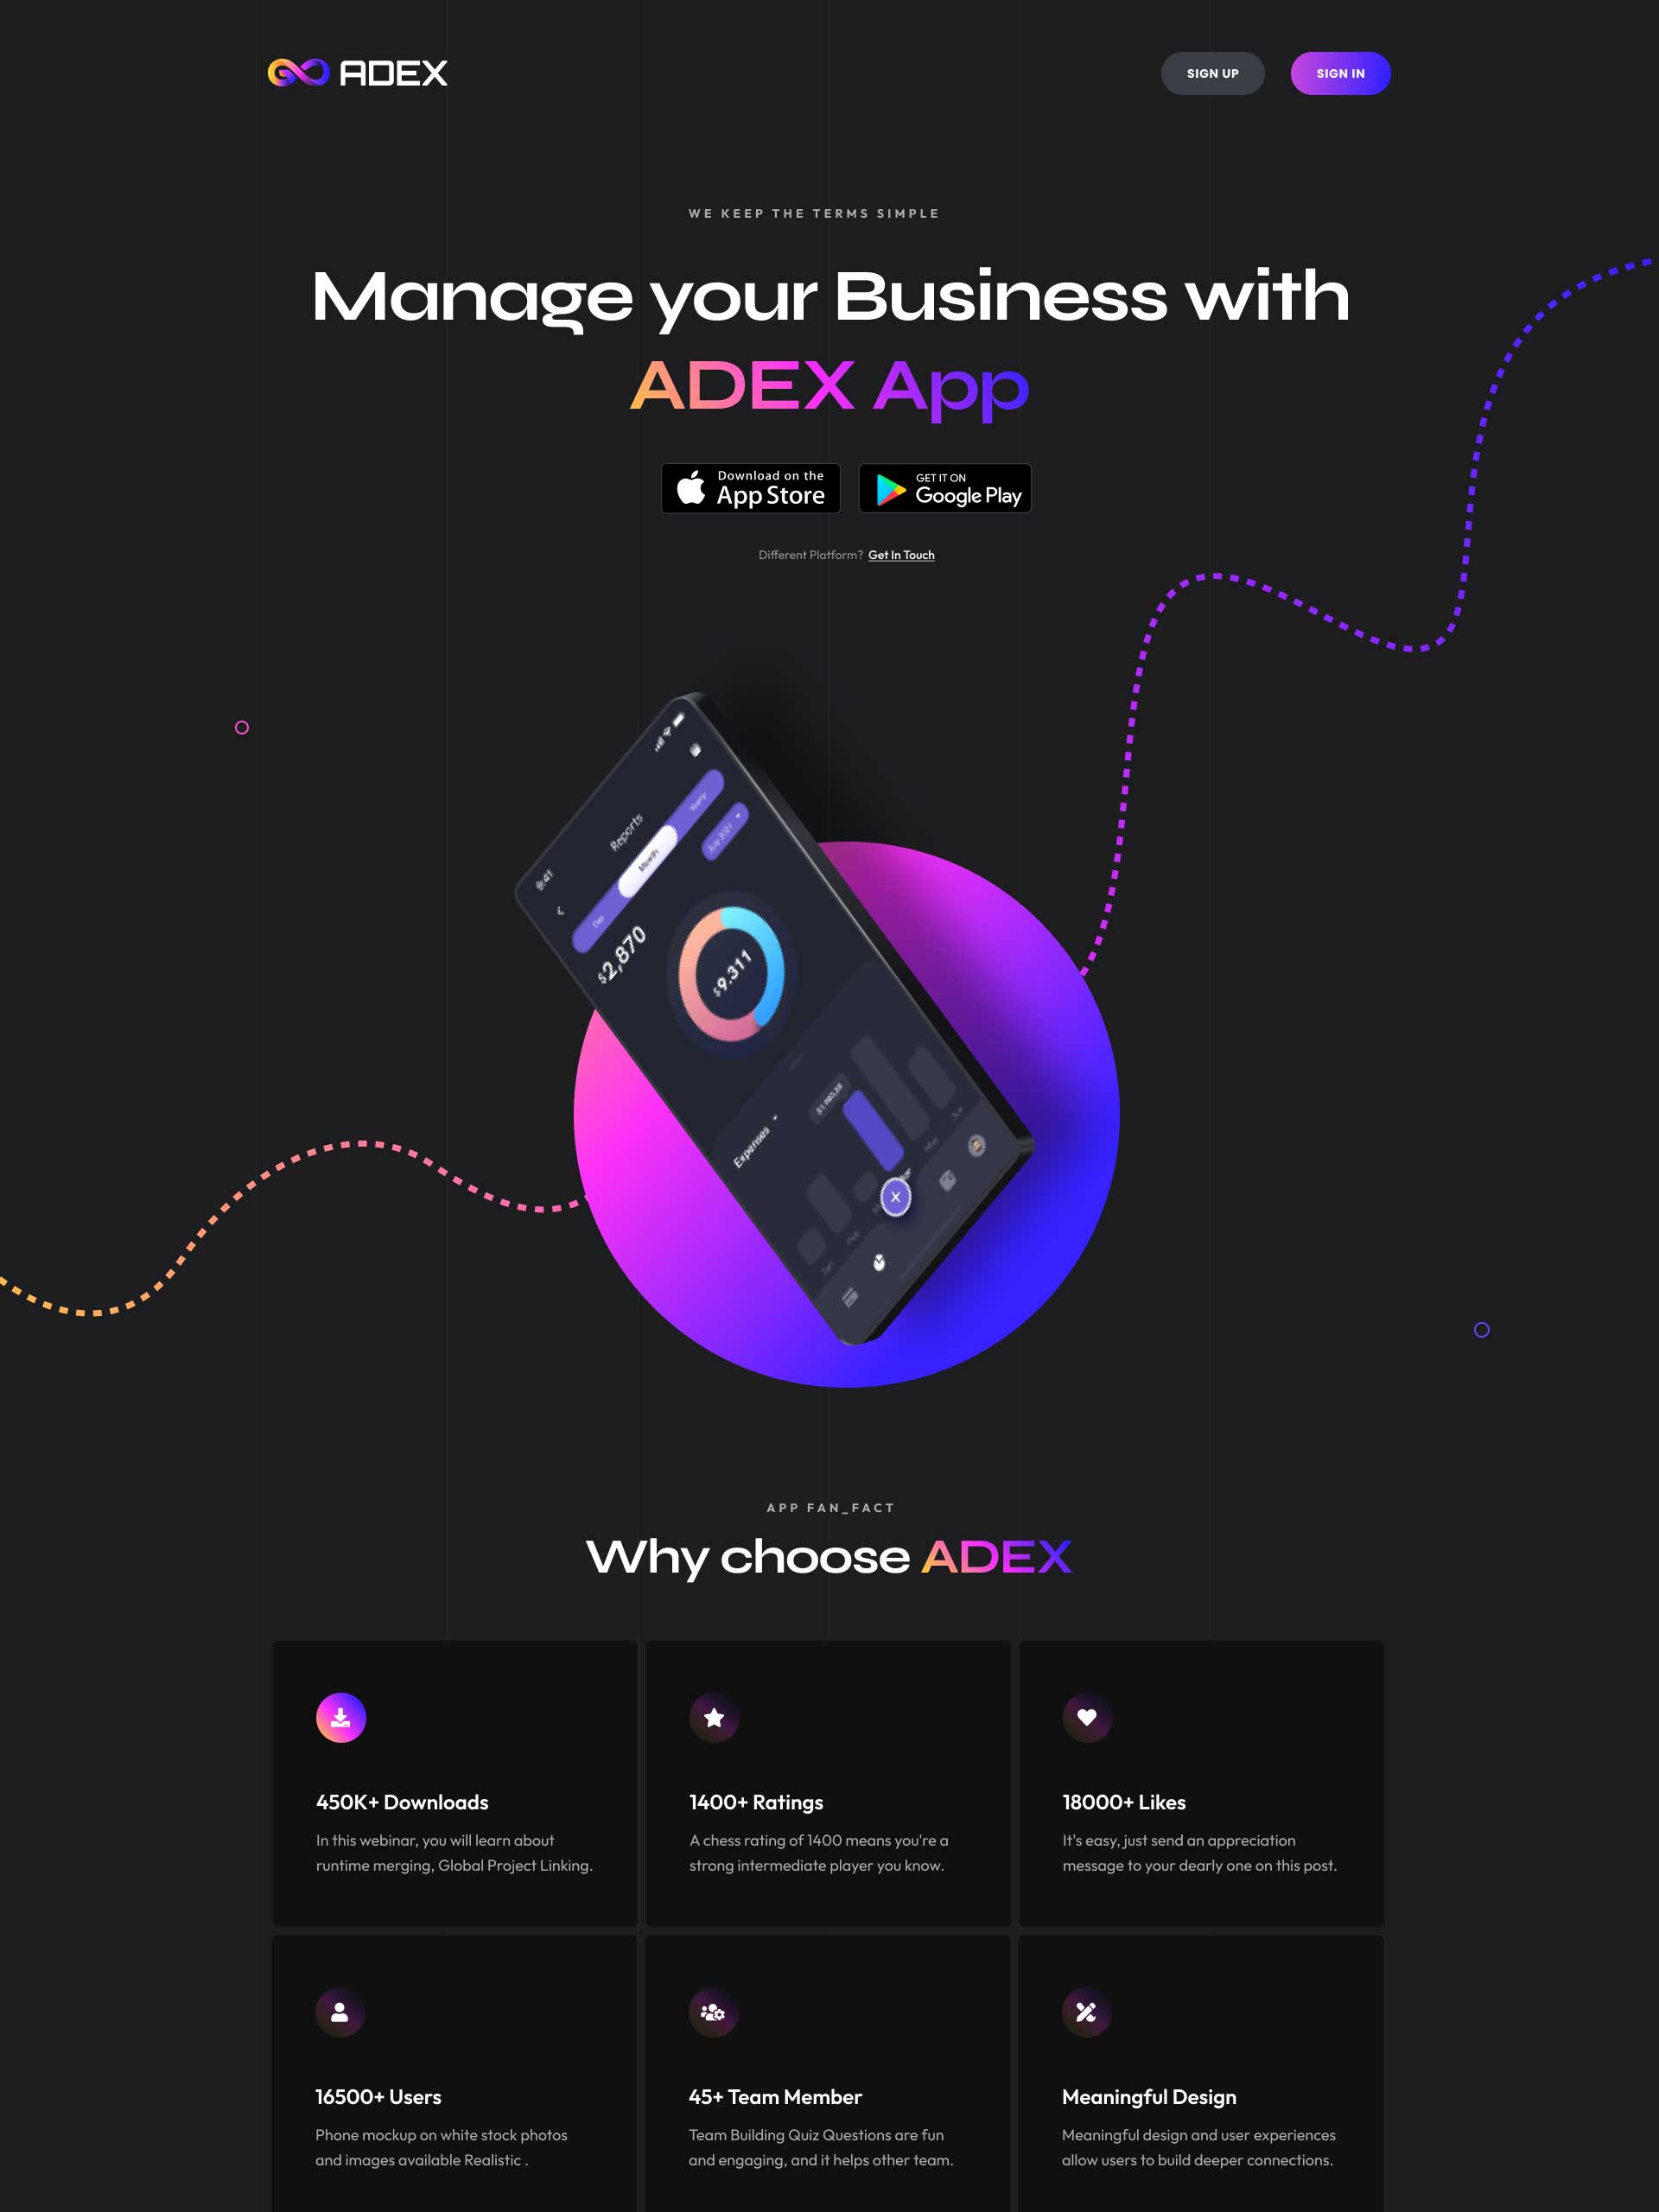 ADEX
SIGN UP
SIGN IN
WE KEEP THE TERMS SIMPLE
Manage your Business with
ADEX App
Download on the
App Store
GET IT ON
Google Play
Different Platform? Get In Touch
9:41
Reports
Day
Month
Yearly
July 2021
$2,870
$9.311
Expenses
Jan
Feb
Mar
APP FAN_FACT
Why choose ADEX
450K+ Downloads
In this webinar, you will learn about
runtime merging, Global Project Linking.
1400+ Ratings
A chess rating of 1400 means you're a
strong intermediate player you know.
18000+ Likes
It's easy, just send an appreciation
message to your dearly one on this post.
16500+ Users
Phone mockup on white stock photos
and images available Realistic .
45+ Team Member
Team Building Quiz Questions are fun
and engaging, and it helps other team.
Meaningful Design
Meaningful design and user experiences
allow users to build deeper connections.